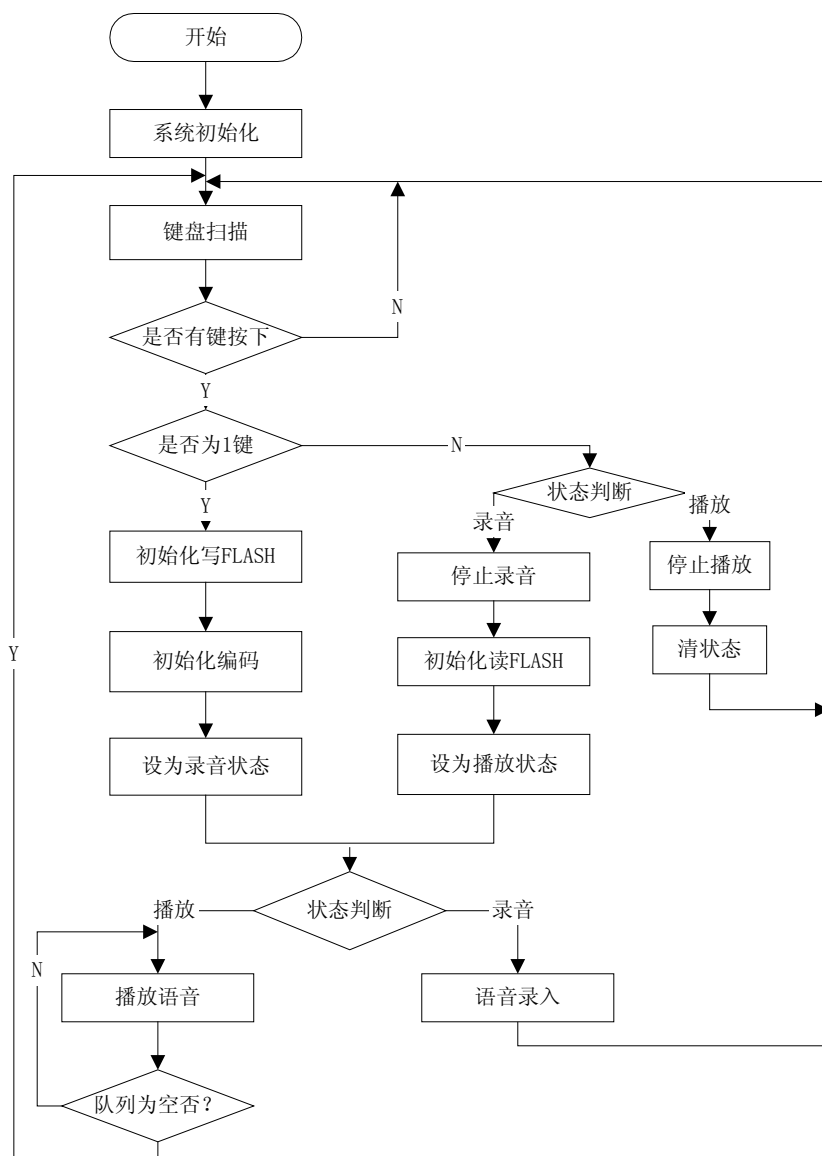 开始
系统初始化
键盘扫描
N
是否有键按下
Y
是否为1键
N
状态判断
Y
录音
播放
初始化写FLASH
停止录音
停止播放
初始化编码
初始化读FLASH
清状态
Y
设为录音状态
设为播放状态
播放
状态判断
录音
N
播放语音
语音录入
队列为空否?